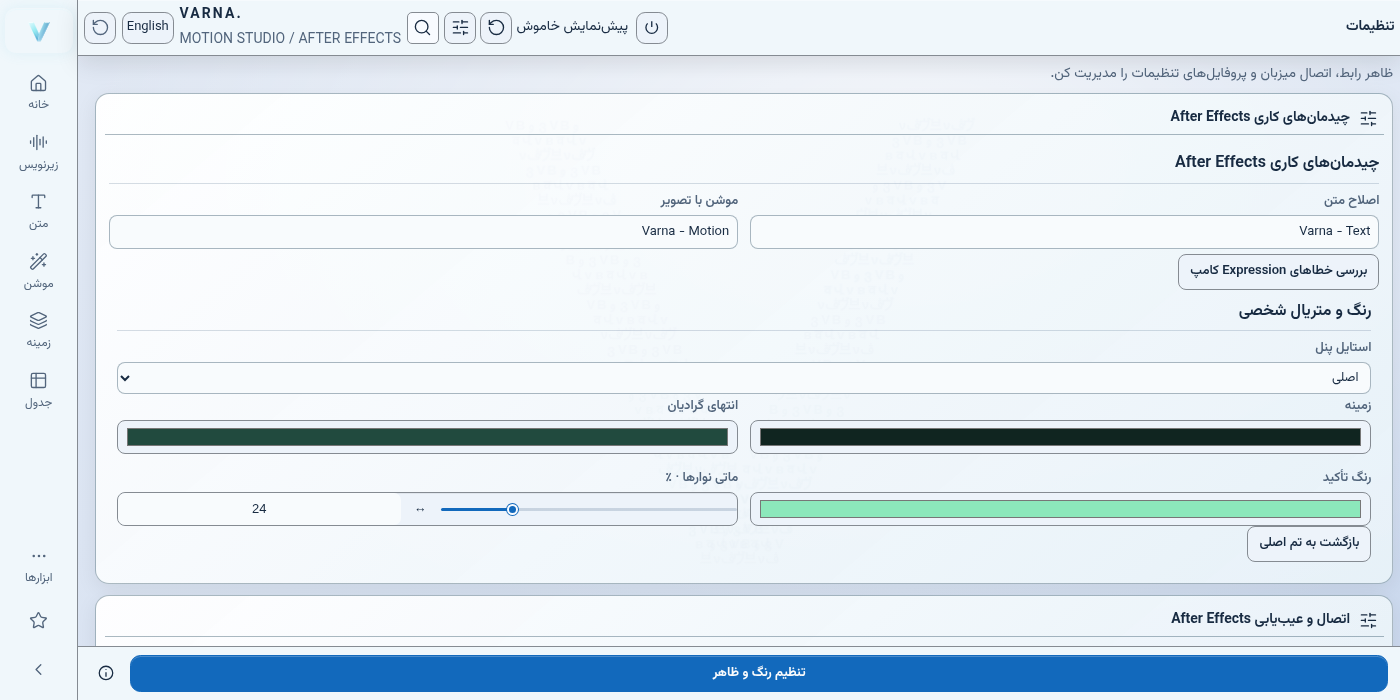 تنظیمات
پیش‌نمایش خاموش
VARNA.
MOTION STUDIO / AFTER EFFECTS
English
ظاهر رابط، اتصال میزبان و پروفایل‌های تنظیمات را مدیریت کن.
خانه
زیرنویس
متن
موشن
زمینه
جدول
ابزارها
چیدمان‌های کاری After Effects
چیدمان‌های کاری After Effects
اصلاح متن
موشن با تصویر
Varna - Text
Varna - Motion
بررسی خطاهای Expression کامپ
رنگ و متریال شخصی
استایل پنل
اصلی
زمینه
انتهای گرادیان
رنگ تأکید
ماتی نوارها · ٪
24
بازگشت به تم اصلی
اتصال و عیب‌یابی After Effects
تنظیم رنگ و ظاهر